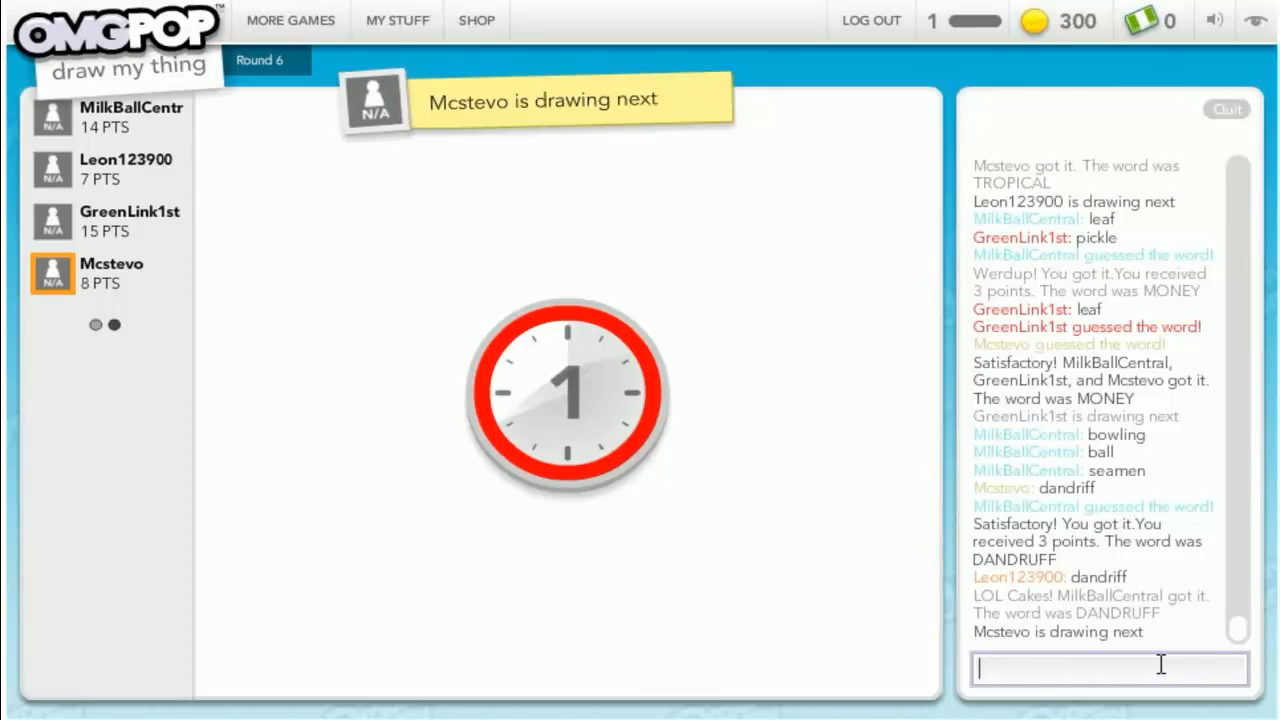 OMGPOP™
draw my thing
MORE GAMES
MY STUFF
SHOP
LOG OUT
1
300
0
Round 6
N/A
Mcstevo is drawing next
N/A
MilkBallCentr
14 PTS
N/A
Leon123900
7 PTS
N/A
GreenLink1st
15 PTS
N/A
Mcstevo
8 PTS
1
Quit
Mcstevo got it. The word was
TROPICAL
Leon123900 is drawing next
MilkBallCentral: leaf
GreenLink1st: pickle
MilkBallCentral guessed the word!
Werdup! You got it.You received
3 points. The word was MONEY
GreenLink1st: leaf
GreenLink1st guessed the word!
Mcstevo guessed the word!
Satisfactory! MilkBallCentral,
GreenLink1st, and Mcstevo got it.
The word was MONEY
GreenLink1st is drawing next
MilkBallCentral: bowling
MilkBallCentral: ball
MilkBallCentral: seamen
Mcstevo: dandriff
MilkBallCentral guessed the word!
Satisfactory! You got it.You
received 3 points. The word was
DANDRUFF
Leon123900: dandriff
LOL Cakes! MilkBallCentral got it.
The word was DANDRUFF
Mcstevo is drawing next